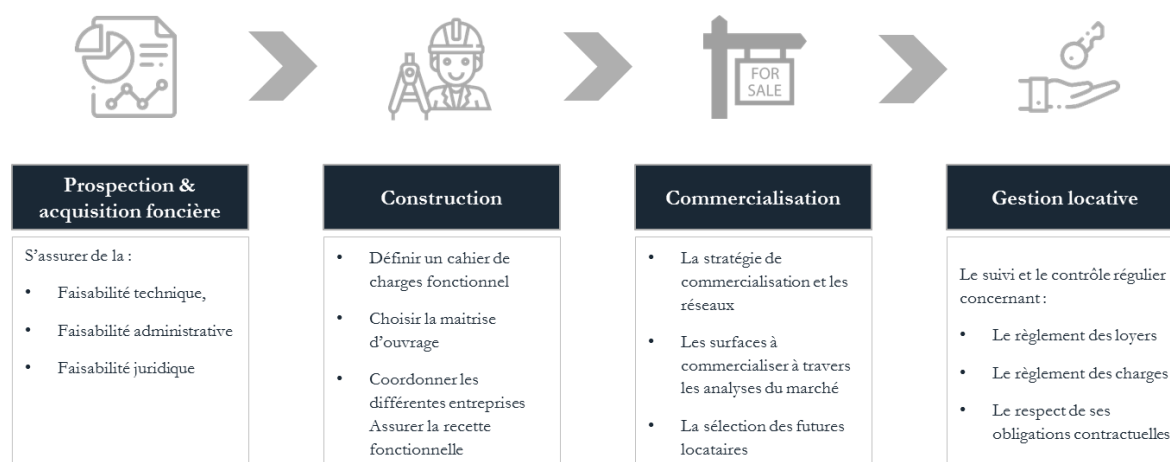 FOR
SALE
Prospection &
acquisition foncière
S'assurer de la :
• Faisabilité technique,
• Faisabilité administrative
• Faisabilité juridique
Construction
• Définir un cahier de
charges fonctionnel
• Choisir la maitrise
d'ouvrage
• Coordonner les
différentes entreprises
Assurer la recette
fonctionnelle
Commercialisation
• La stratégie de
commercialisation et les
réseaux
• Les surfaces à
commercialiser à travers
les analyses du marché
• La sélection des futures
locataires
Gestion locative
Le suivi et le contrôle régulier
concernant :
• Le règlement des loyers
• Le règlement des charges
• Le respect de ses
obligations contractuelles